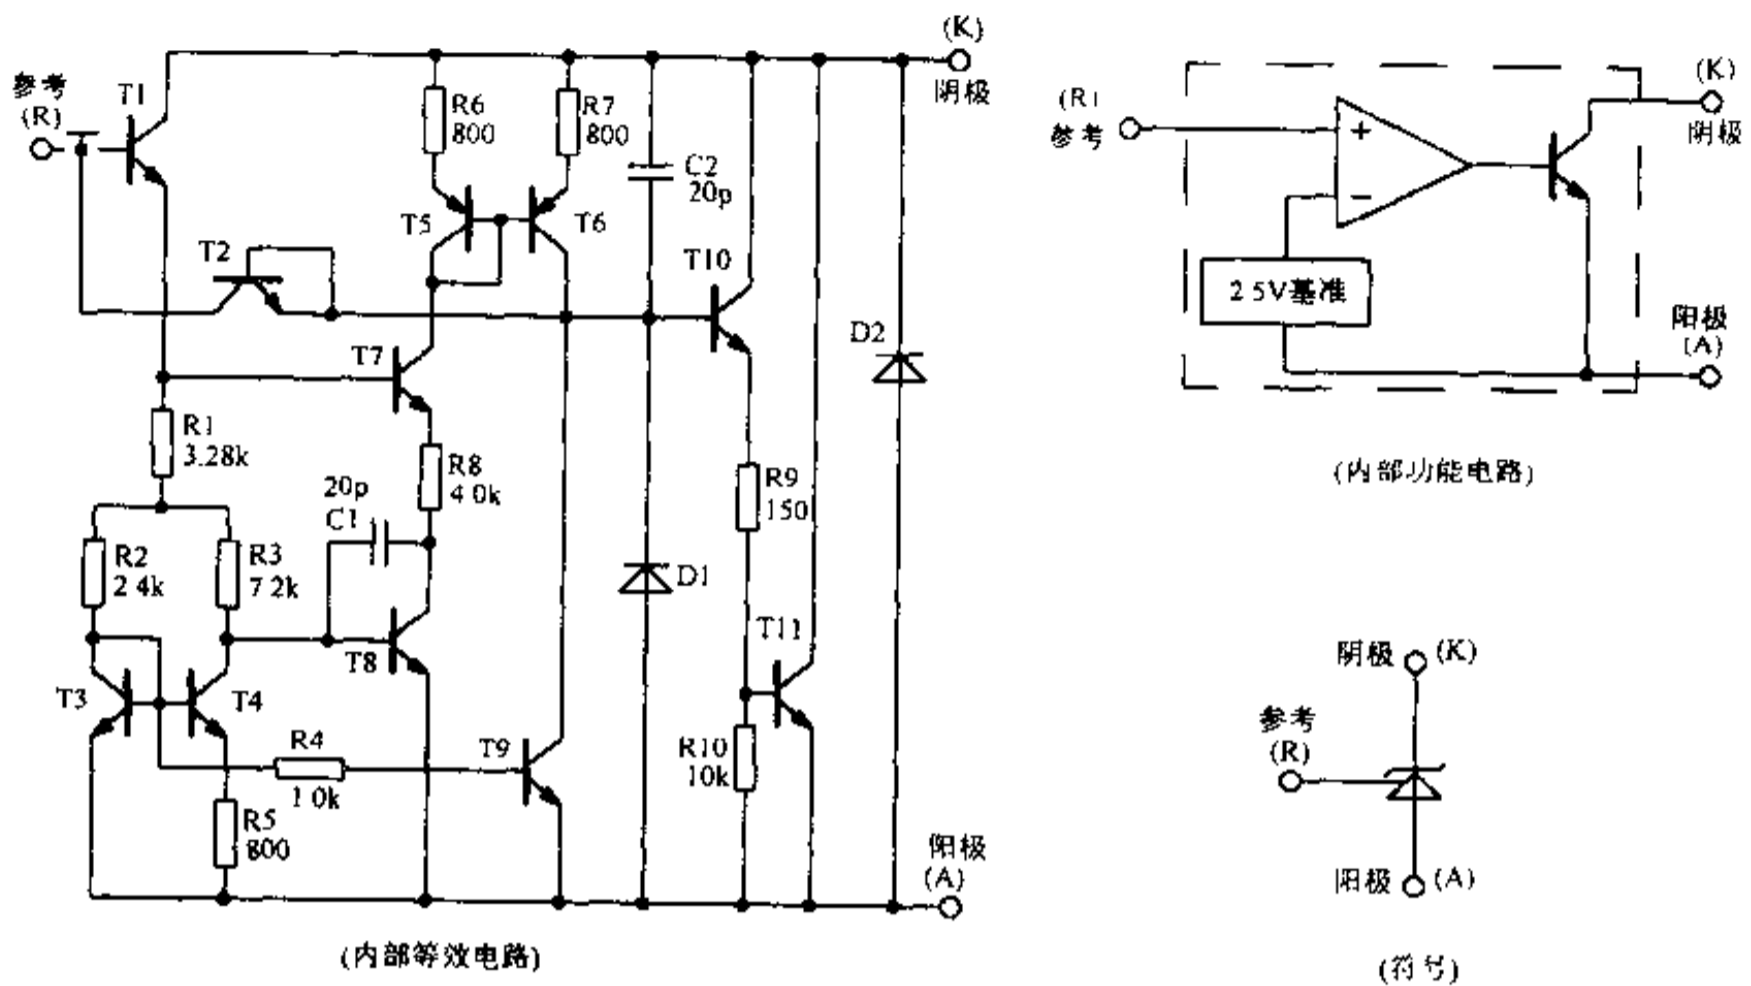 (K)
阴极
参考
(R)
T1
R6
800
R7
800
C2
20p
T5
T6
T2
T10
D2
T7
R1
3.28k
R8
4 0k
20p
C1
R9
150
R2
2 4k
R3
7 2k
D1
T8
T11
T3
T4
R4
1 0k
T9
R10
10k
R5
800
阳极
(A)
(内部等效电路)
(R)
参考
+
−
2 5V基准
(K)
阴极
阳极
(A)
(内部功能电路)
阴极 (K)
参考
(R)
阳极 (A)
(符号)